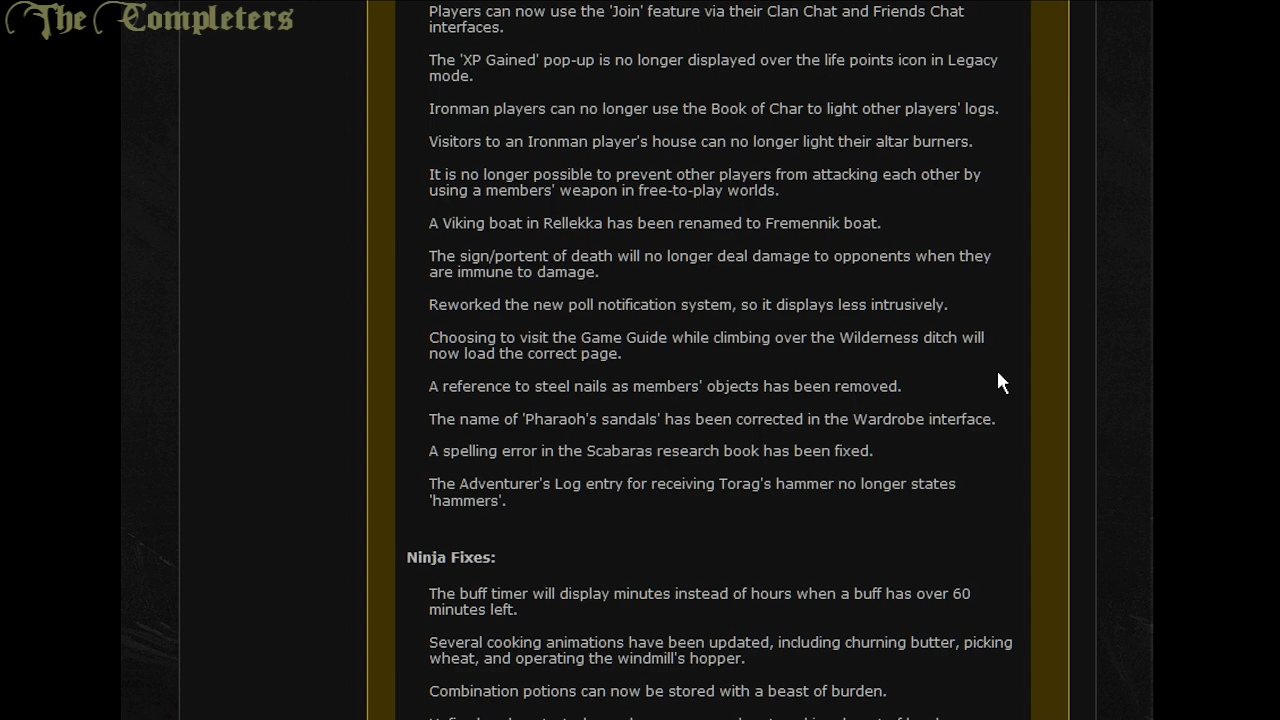 The Completers
Players can now use the 'Join' feature via their Clan Chat and Friends Chat
interfaces.
The 'XP Gained' pop-up is no longer displayed over the life points icon in Legacy
mode.
Ironman players can no longer use the Book of Char to light other players' logs.
Visitors to an Ironman player's house can no longer light their altar burners.
It is no longer possible to prevent other players from attacking each other by
using a members' weapon in free-to-play worlds.
A Viking boat in Rellekka has been renamed to Fremennik boat.
The sign/portent of death will no longer deal damage to opponents when they
are immune to damage.
Reworked the new poll notification system, so it displays less intrusively.
Choosing to visit the Game Guide while climbing over the Wilderness ditch will
now load the correct page.
A reference to steel nails as members' objects has been removed.
The name of 'Pharaoh's sandals' has been corrected in the Wardrobe interface.
A spelling error in the Scabaras research book has been fixed.
The Adventurer's Log entry for receiving Torag's hammer no longer states
'hammers'.
Ninja Fixes:
The buff timer will display minutes instead of hours when a buff has over 60
minutes left.
Several cooking animations have been updated, including churning butter, picking
wheat, and operating the windmill's hopper.
Combination potions can now be stored with a beast of burden.